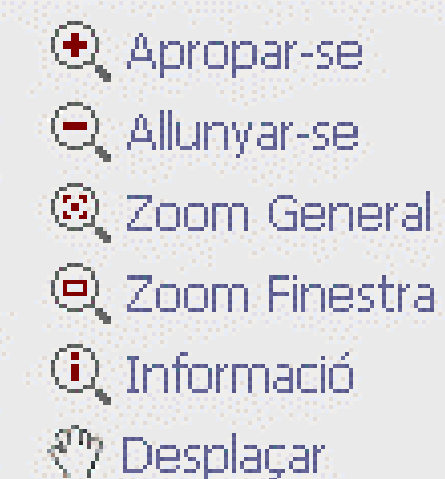 Apropar-se
Allunyar-se
Zoom General
Zoom Finestra
Informació
Desplaçar